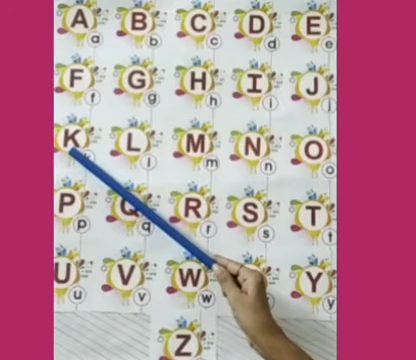 A B C D E
a b c d e
F G H I J
f g h i j
K L M N O
l m n o
P Q R S T
p q r s t
U V W Y
u v w y
Z